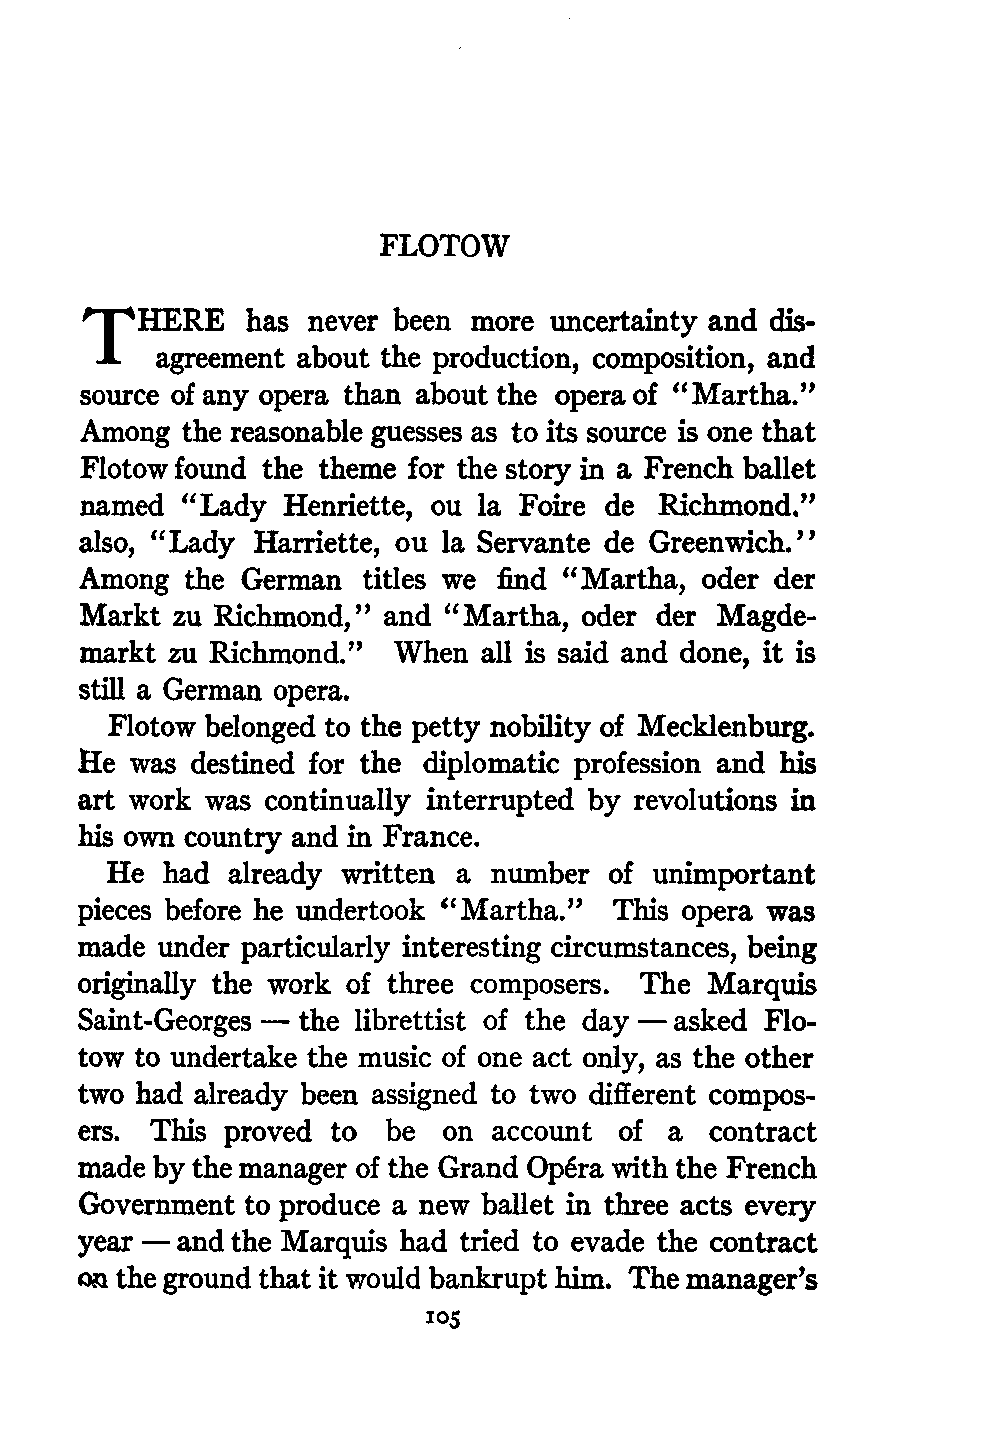 FLOTOW
THERE has never been more uncertainty and dis-
agreement about the production, composition, and
source of any opera than about the opera of "Martha."
Among the reasonable guesses as to its source is one that
Flotow found the theme for the story in a French ballet
named "Lady Henriette, ou la Foire de Richmond."
also, "Lady Harriette, ou la Servante de Greenwich."
Among the German titles we find "Martha, oder der
Markt zu Richmond," and "Martha, oder der Magde-
markt zu Richmond." When all is said and done, it is
still a German opera.
Flotow belonged to the petty nobility of Mecklenburg.
He was destined for the diplomatic profession and his
art work was continually interrupted by revolutions in
his own country and in France.
He had already written a number of unimportant
pieces before he undertook "Martha." This opera was
made under particularly interesting circumstances, being
originally the work of three composers. The Marquis
Saint-Georges — the librettist of the day — asked Flo-
tow to undertake the music of one act only, as the other
two had already been assigned to two different compos-
ers. This proved to be on account of a contract
made by the manager of the Grand Opéra with the French
Government to produce a new ballet in three acts every
year — and the Marquis had tried to evade the contract
on the ground that it would bankrupt him. The manager's
105